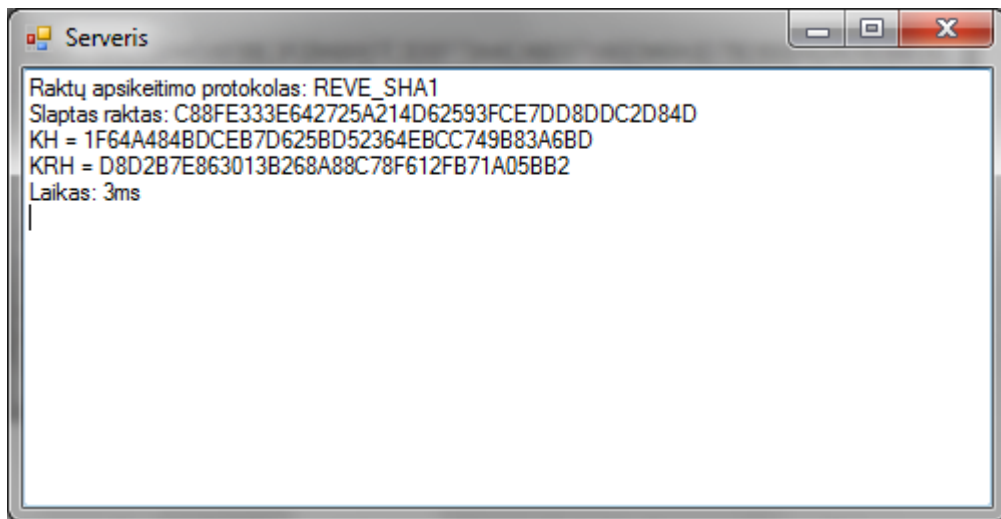 Serveris
Raktų apsikeitimo protokolas: REVE_SHA1
Slaptas raktas: C88FE333E642725A214D62593FCE7DD8DDC2D84D
KH = 1F64A484BDCEB7D625BD52364EBCC749B83A6BD
KRH = D8D2B7E863013B268A88C78F612FB71A05BB2
Laikas: 3ms